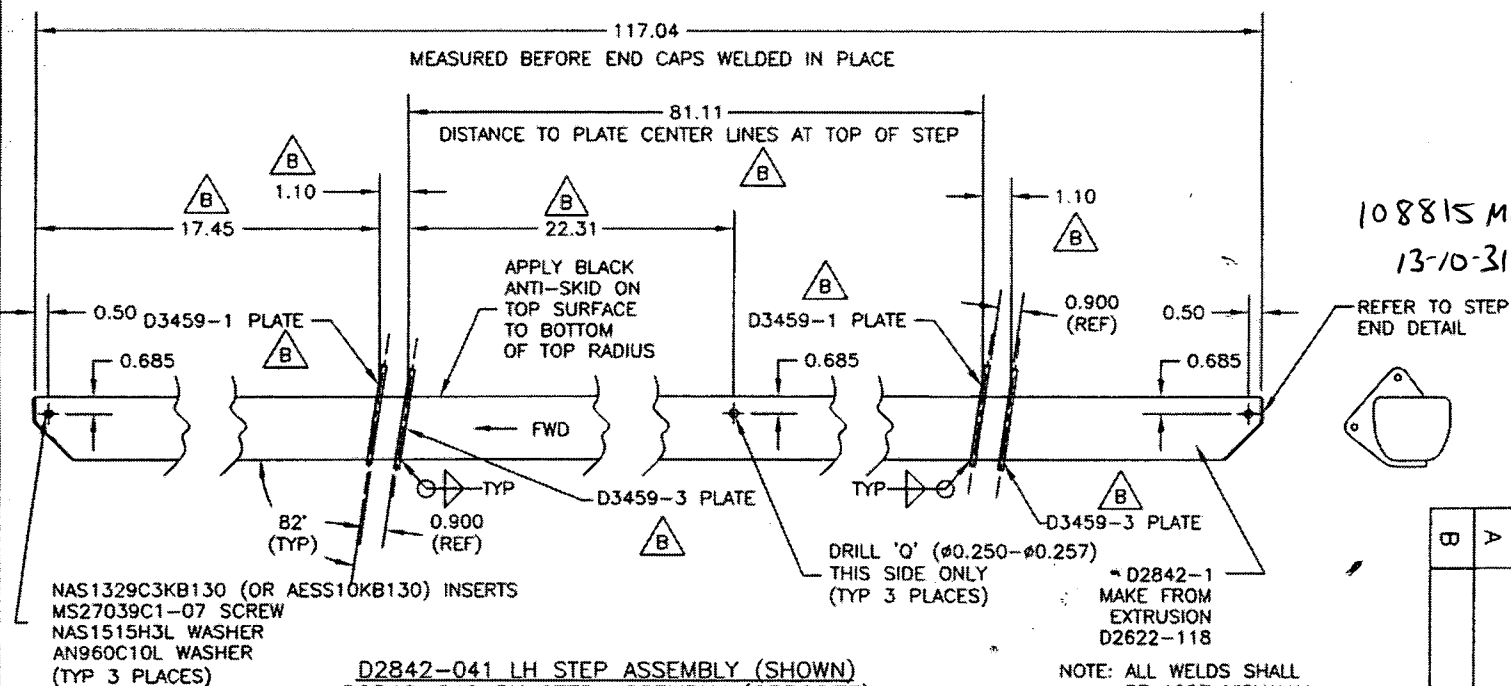 117.04
MEASURED BEFORE END CAPS WELDED IN PLACE
81.11
DISTANCE TO PLATE CENTER LINES AT TOP OF STEP
B
B
B
1.10
B
1.10
17.45
22.31
B
108815 M
13-10-31
APPLY BLACK
ANTI-SKID ON
TOP SURFACE
TO BOTTOM
OF TOP RADIUS
B
0.50
D3459-1 PLATE
B
D3459-1 PLATE
0.900
(REF)
0.50
REFER TO STEP
END DETAIL
0.685
0.685
0.685
FWD
TYP
TYP
D3459-3 PLATE
B
B
D3459-3 PLATE
82°
(TYP)
0.900
(REF)
DRILL 'Q' (ø0.250-ø0.257)
THIS SIDE ONLY
(TYP 3 PLACES)
D2842-1
MAKE FROM
EXTRUSION
D2622-118
B
A
NAS1329C3KB130 (OR AESS10KB130) INSERTS
MS27039C1-07 SCREW
NAS1515H3L WASHER
AN960C10L WASHER
(TYP 3 PLACES)
D2842-041 LH STEP ASSEMBLY (SHOWN)
NOTE: ALL WELDS SHALL